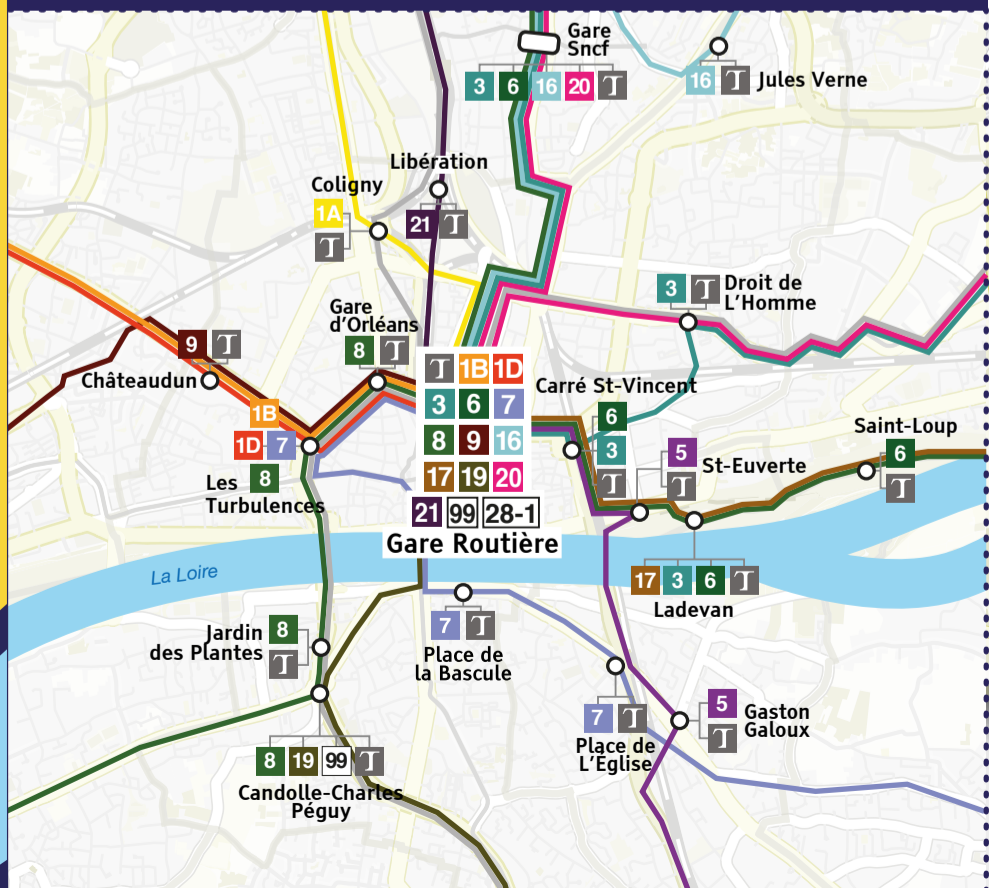 Gare
Sncf
3 6 16 20 T
16 T Jules Verne
Libération
21 T
Coligny
1A
T
3 T Droit de
L'Homme
Gare
d'Orléans
8 T
9 T
Châteaudun
1B
1D 7
8
Les
Turbulences
T 1B 1D
3 6 7
8 9 16
17 19 20
21 99 28-1
Gare Routière
Carré St-Vincent
6
3
T
5
T
St-Euverte
Saint-Loup
6
T
17 3 6 T
Ladevan
La Loire
8
T
Jardin
des Plantes
7 T
Place de
la Bascule
7 T
Place de
L'Église
5
T
Gaston
Galoux
8 19 99 T
Candolle-Charles
Péguy